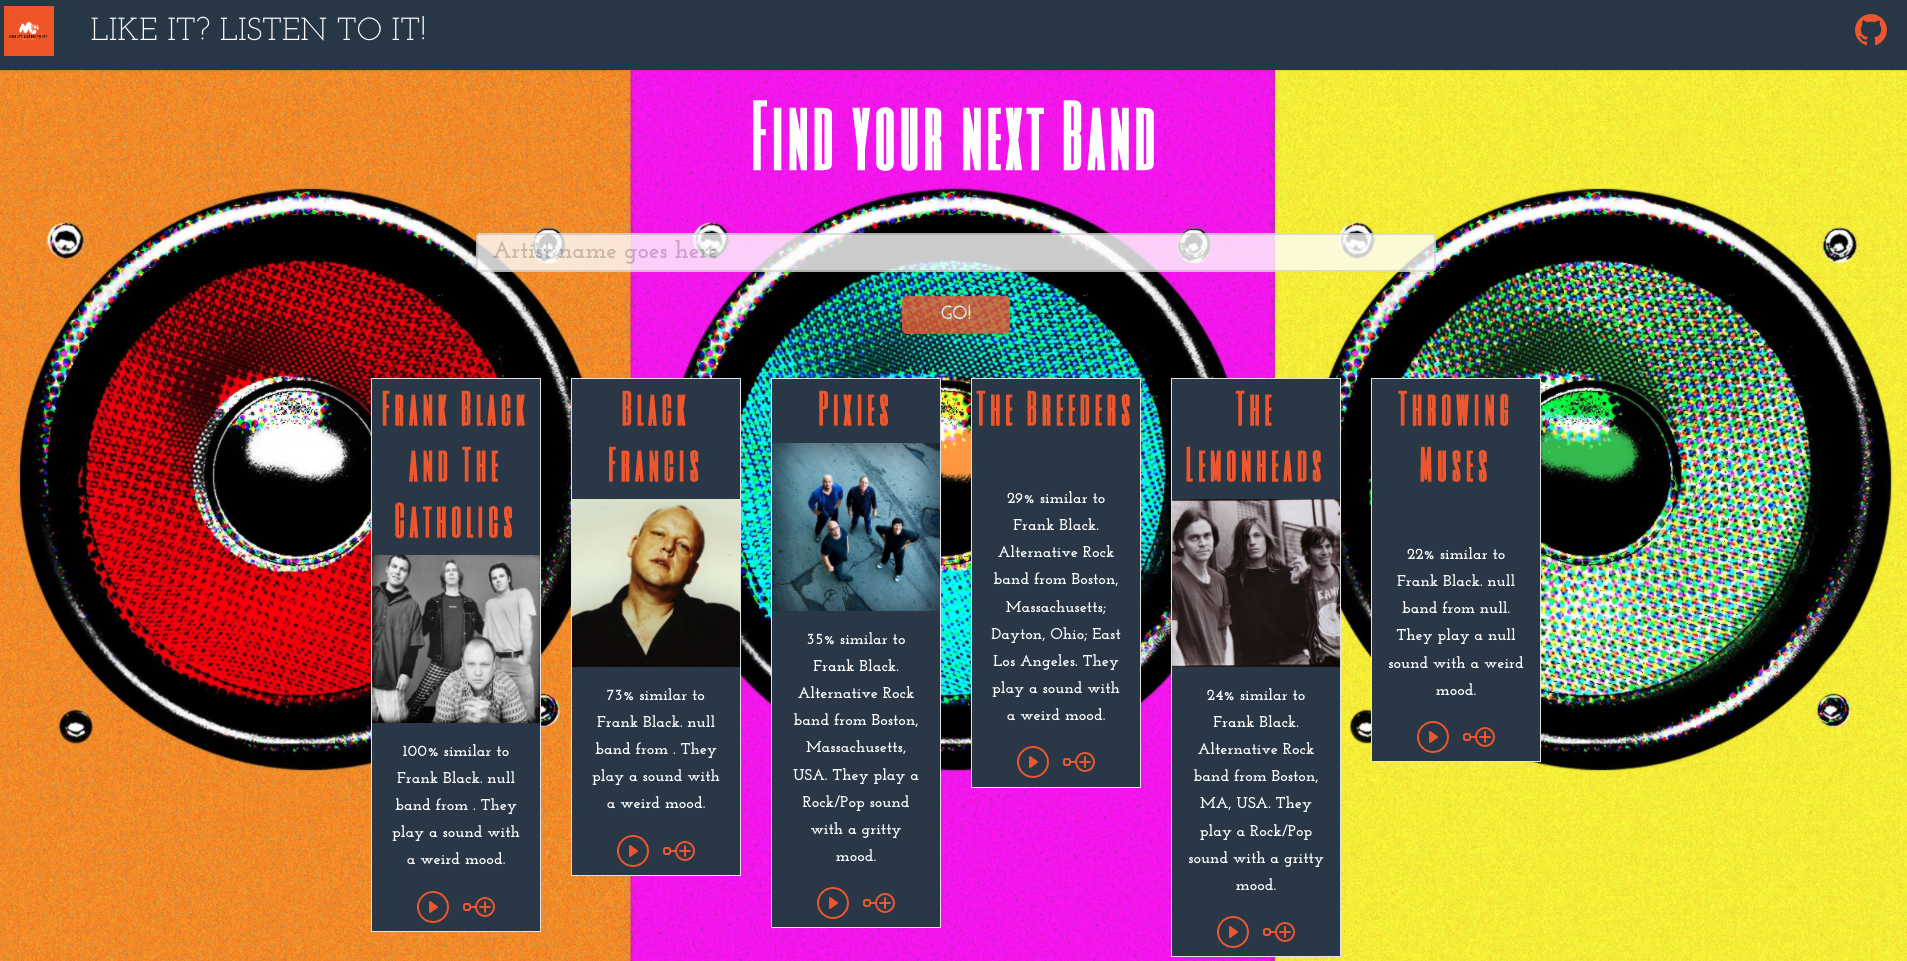 LIKE IT? LISTEN TO IT!
Find your next Band
Artist name goes here
GO!
Frank Black
and The
Catholics
100% similar to
Frank Black. null
band from . They
play a sound with
a weird mood.
Black
Francis
73% similar to
Frank Black. null
band from . They
play a sound with
a weird mood.
Pixies
35% similar to
Frank Black.
Alternative Rock
band from Boston,
Massachusetts,
USA. They play a
Rock/Pop sound
with a gritty
mood.
The Breeders
29% similar to
Frank Black.
Alternative Rock
band from Boston,
Massachusetts;
Dayton, Ohio; East
Los Angeles. They
play a sound with
a weird mood.
The
Lemonheads
24% similar to
Frank Black.
Alternative Rock
band from Boston,
MA, USA. They
play a Rock/Pop
sound with a gritty
mood.
Throwing
Muses
22% similar to
Frank Black. null
band from null.
They play a null
sound with a weird
mood.